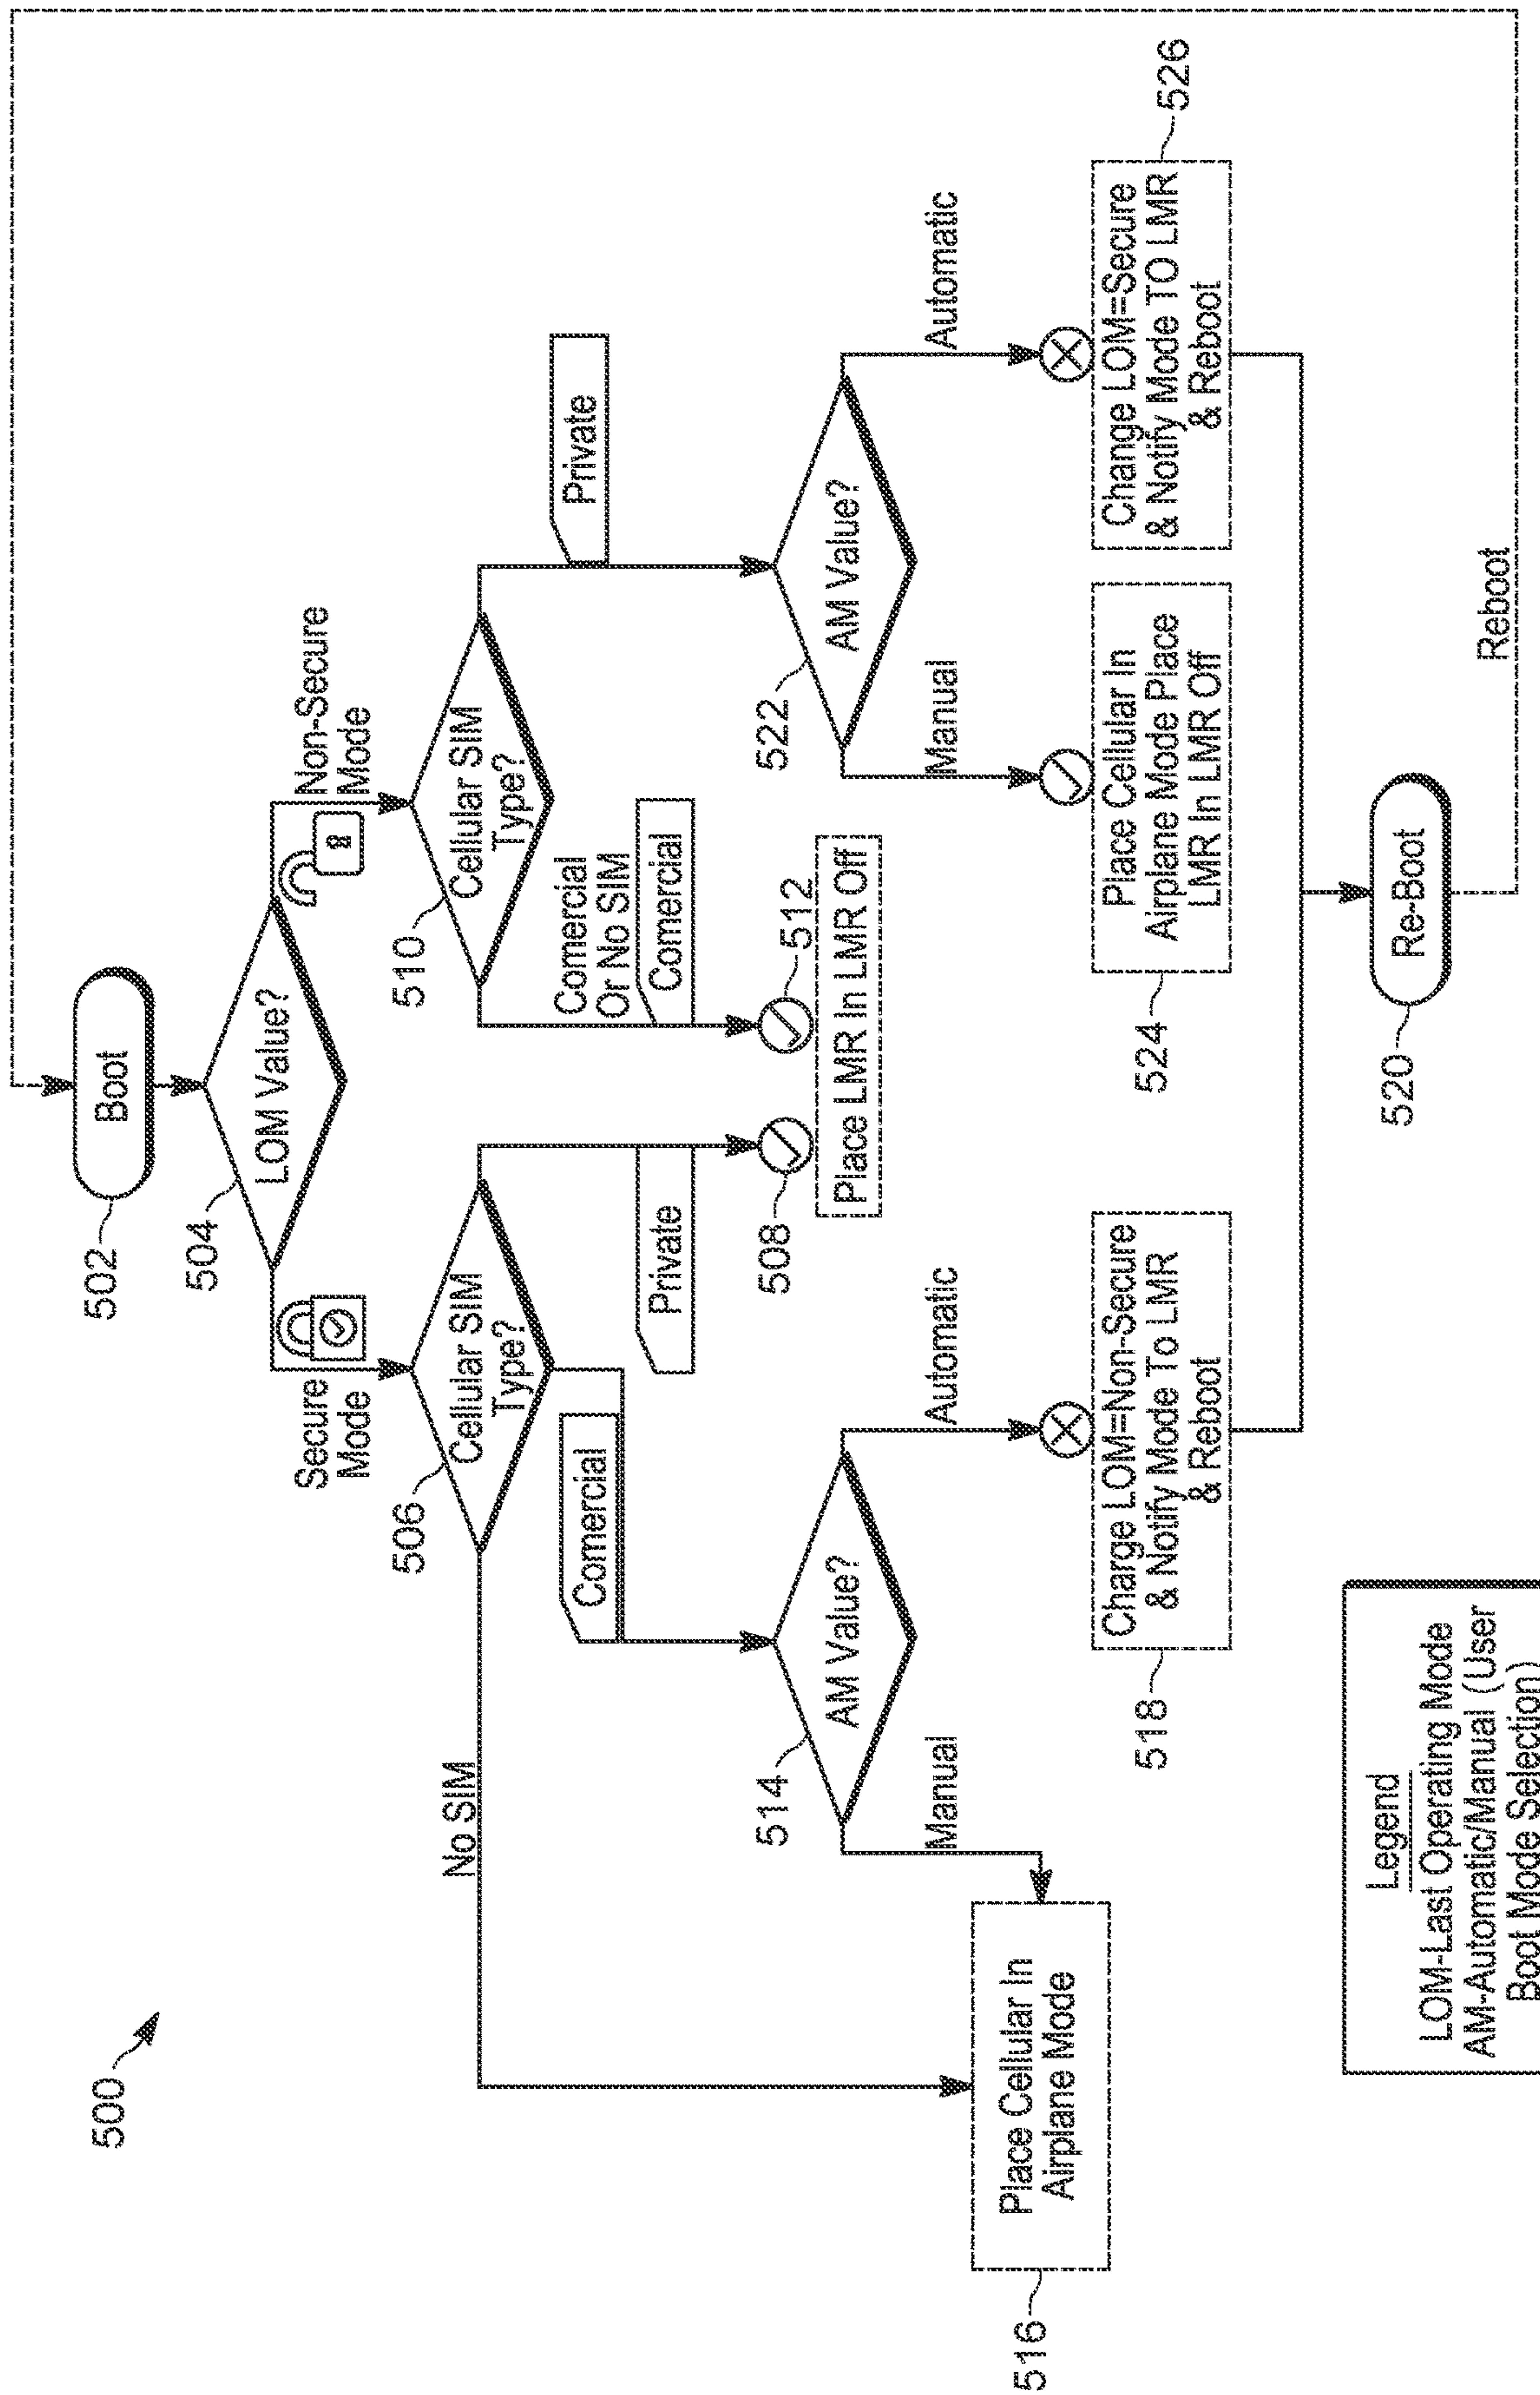 500
Boot
502
LOM Value?
504
Secure
Mode
Non-Secure
Mode
Cellular SIM
Type?
506
Cellular SIM
Type?
510
No SIM
Comercial
Private
Comercial
Or No SIM
Comercial
Private
508
512
Place LMR In LMR Off
AM Value?
514
AM Value?
522
Manual
Automatic
Manual
Automatic
Place Cellular In
Airplane Mode
516
Charge LOM=Non-Secure
& Notify Mode To LMR
& Reboot
518
Place Cellular In
Airplane Mode Place
LMR In LMR Off
524
Change LOM=Secure
& Notify Mode TO LMR
& Reboot
526
Re-Boot
520
Reboot
Legend
LOM-Last Operating Mode
AM-Automatic/Manual (User
Boot Mode Selection)